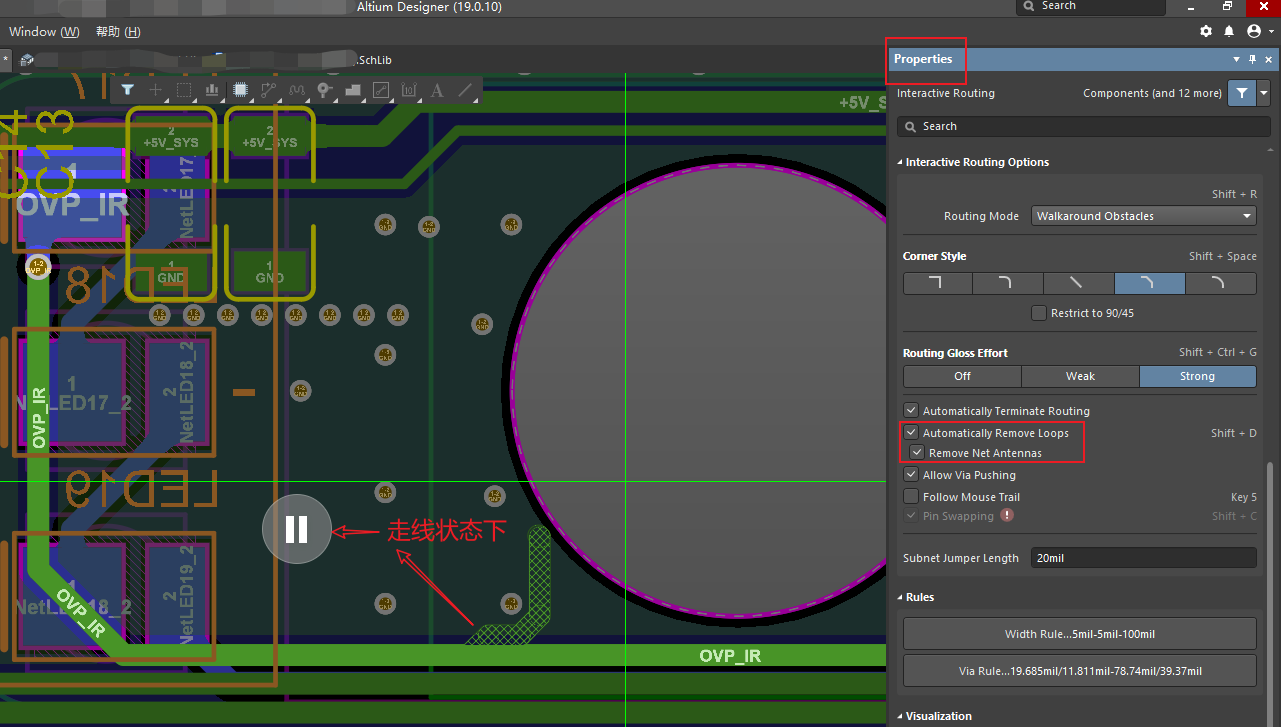 Altium Designer (19.0.10)
Search
Window (W) 帮助 (H)
* .SchLib
Properties
Interactive Routing Components (and 12 more)
Search
Interactive Routing Options
Shift + R
Routing Mode Walkaround Obstacles
Corner Style Shift + Space
Restrict to 90/45
Routing Gloss Effort Shift + Ctrl + G
Off Weak Strong
Automatically Terminate Routing
Automatically Remove Loops Shift + D
Remove Net Antennas
Allow Via Pushing
Follow Mouse Trail Key 5
Pin Swapping Shift + C
Subnet Jumper Length 20mil
Rules
Width Rule...5mil-5mil-100mil
Via Rule...19.685mil/11.811mil-78.74mil/39.37mil
Visualization
+5V_S
C13
2
+5V_SYS
2
+5V_SYS
1
OVP_IR
2
NetLED17
1
GND
1
GND
LED18
1
NetLED17_2
2
NetLED18_2
OVP_IR
LED19
走线状态下
NetLED18_2
2
NetLED19_2
OVP_IR
OVP_IR